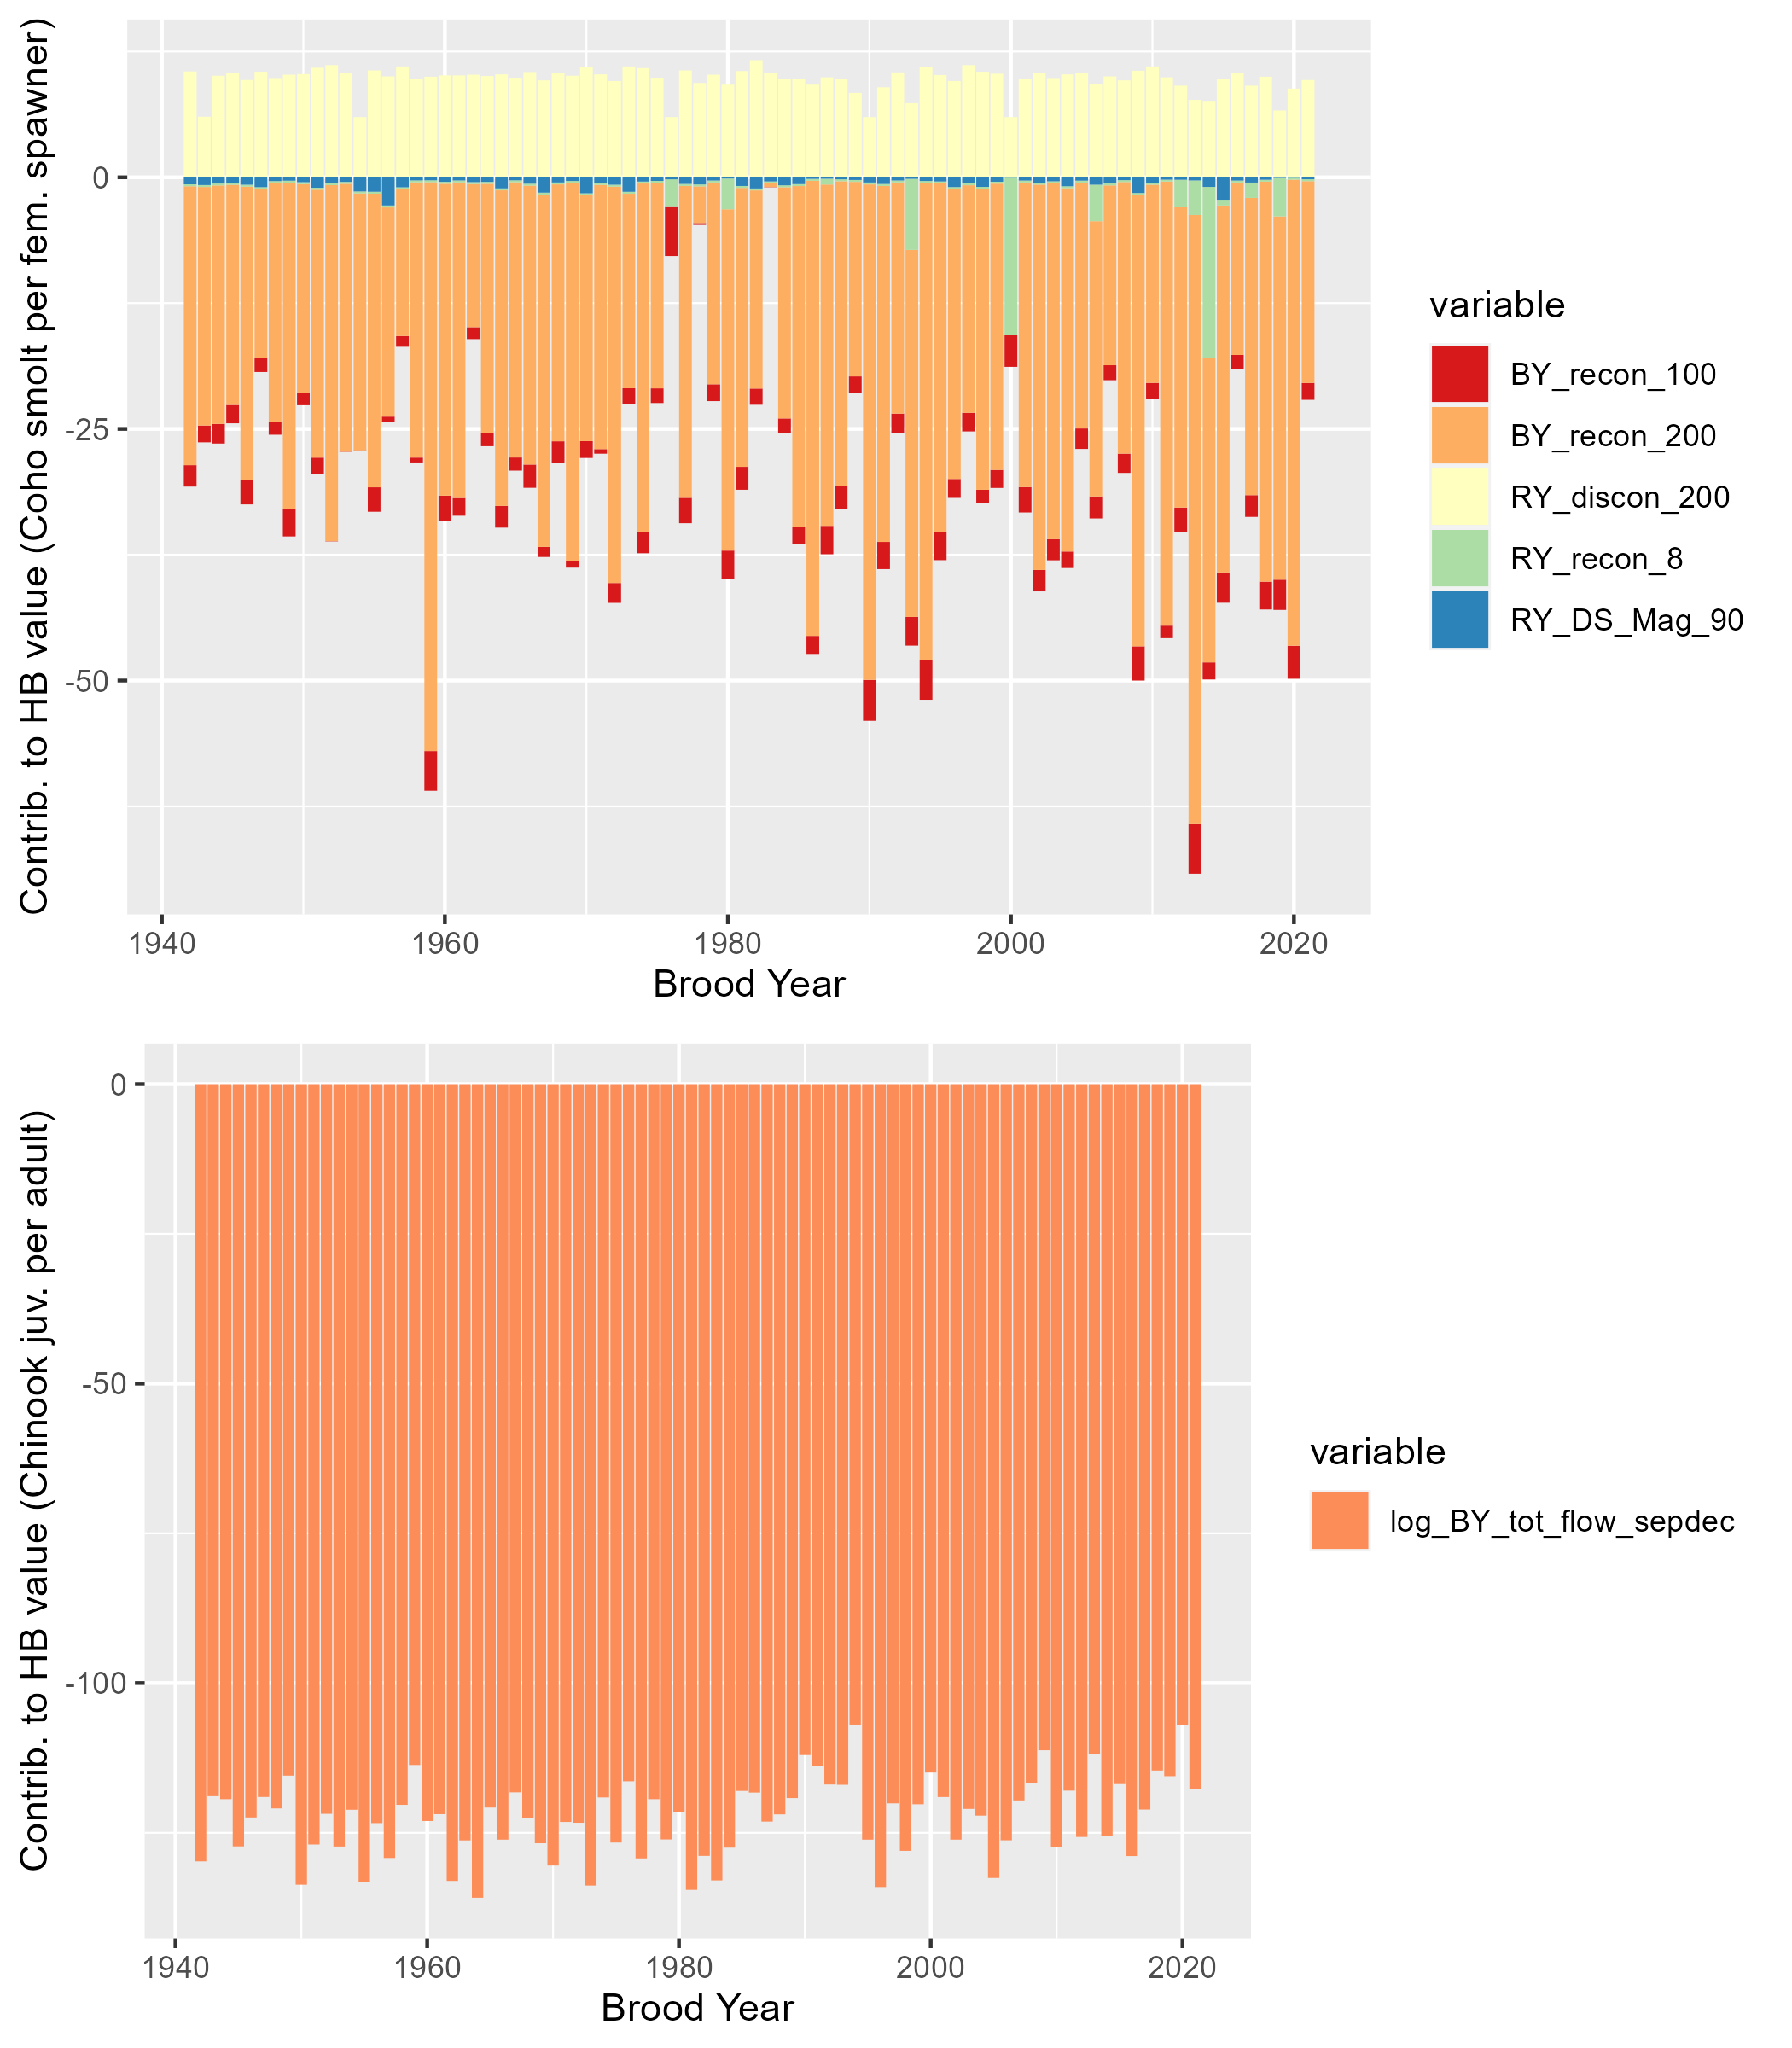 Contrib. to HB value (Coho smolt per fem. spawner)
0
-25
-50
1940 1960 1980 2000 2020
Brood Year
variable
BY_recon_100
BY_recon_200
RY_discon_200
RY_recon_8
RY_DS_Mag_90
Contrib. to HB value (Chinook juv. per adult)
0
-50
-100
1940 1960 1980 2000 2020
Brood Year
variable
log_BY_tot_flow_sepdec